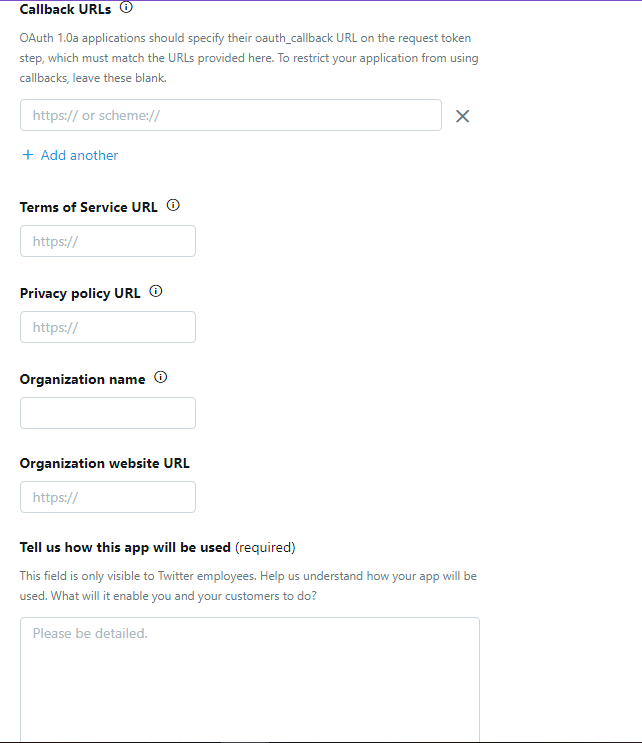 Callback URLs
OAuth 1.0a applications should specify their oauth_callback URL on the request token
step, which must match the URLs provided here. To restrict your application from using
callbacks, leave these blank.
https:// or scheme://
+ Add another
Terms of Service URL
https://
Privacy policy URL
https://
Organization name
Organization website URL
https://
Tell us how this app will be used (required)
This field is only visible to Twitter employees. Help us understand how your app will be
used. What will it enable you and your customers to do?
Please be detailed.